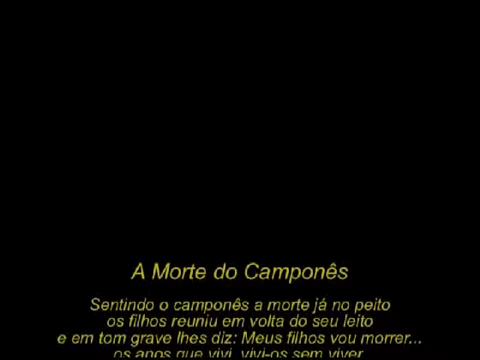 A Morte do Camponês
Sentindo o camponês a morte já no peito
os filhos reuniu em volta do seu leito
e em tom grave lhes diz: Meus filhos vou morrer...
os anos que vivi, vivi-os sem viver